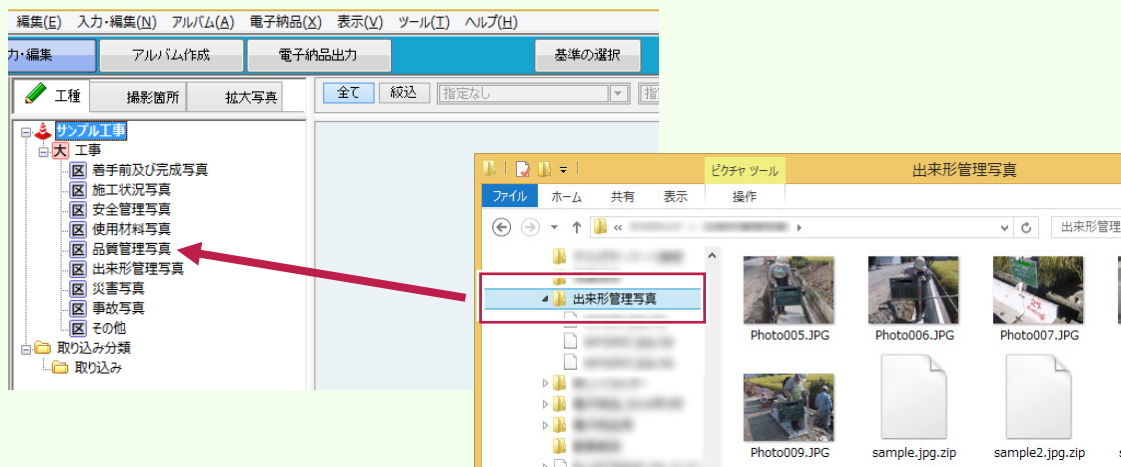 編集(E) 入力・編集(N) アルバム(A) 電子納品(X) 表示(V) ツール(T) ヘルプ(H)
力・編集 アルバム作成 電子納品出力 基準の選択
工種 撮影箇所 拡大写真 全て 絞込 指定なし 指
サンプル工事
大 工事
区 着手前及び完成写真
区 施工状況写真
区 安全管理写真
区 使用材料写真
区 品質管理写真
区 出来形管理写真
区 災害写真
区 事故写真
区 その他
取り込み分類
取り込み
ピクチャ ツール 出来形管理写真
ファイル ホーム 共有 表示 操作
出来形管理
出来形管理写真
Photo005.JPG Photo006.JPG Photo007.JPG
Photo009.JPG sample.jpg.zip sample2.jpg.zip